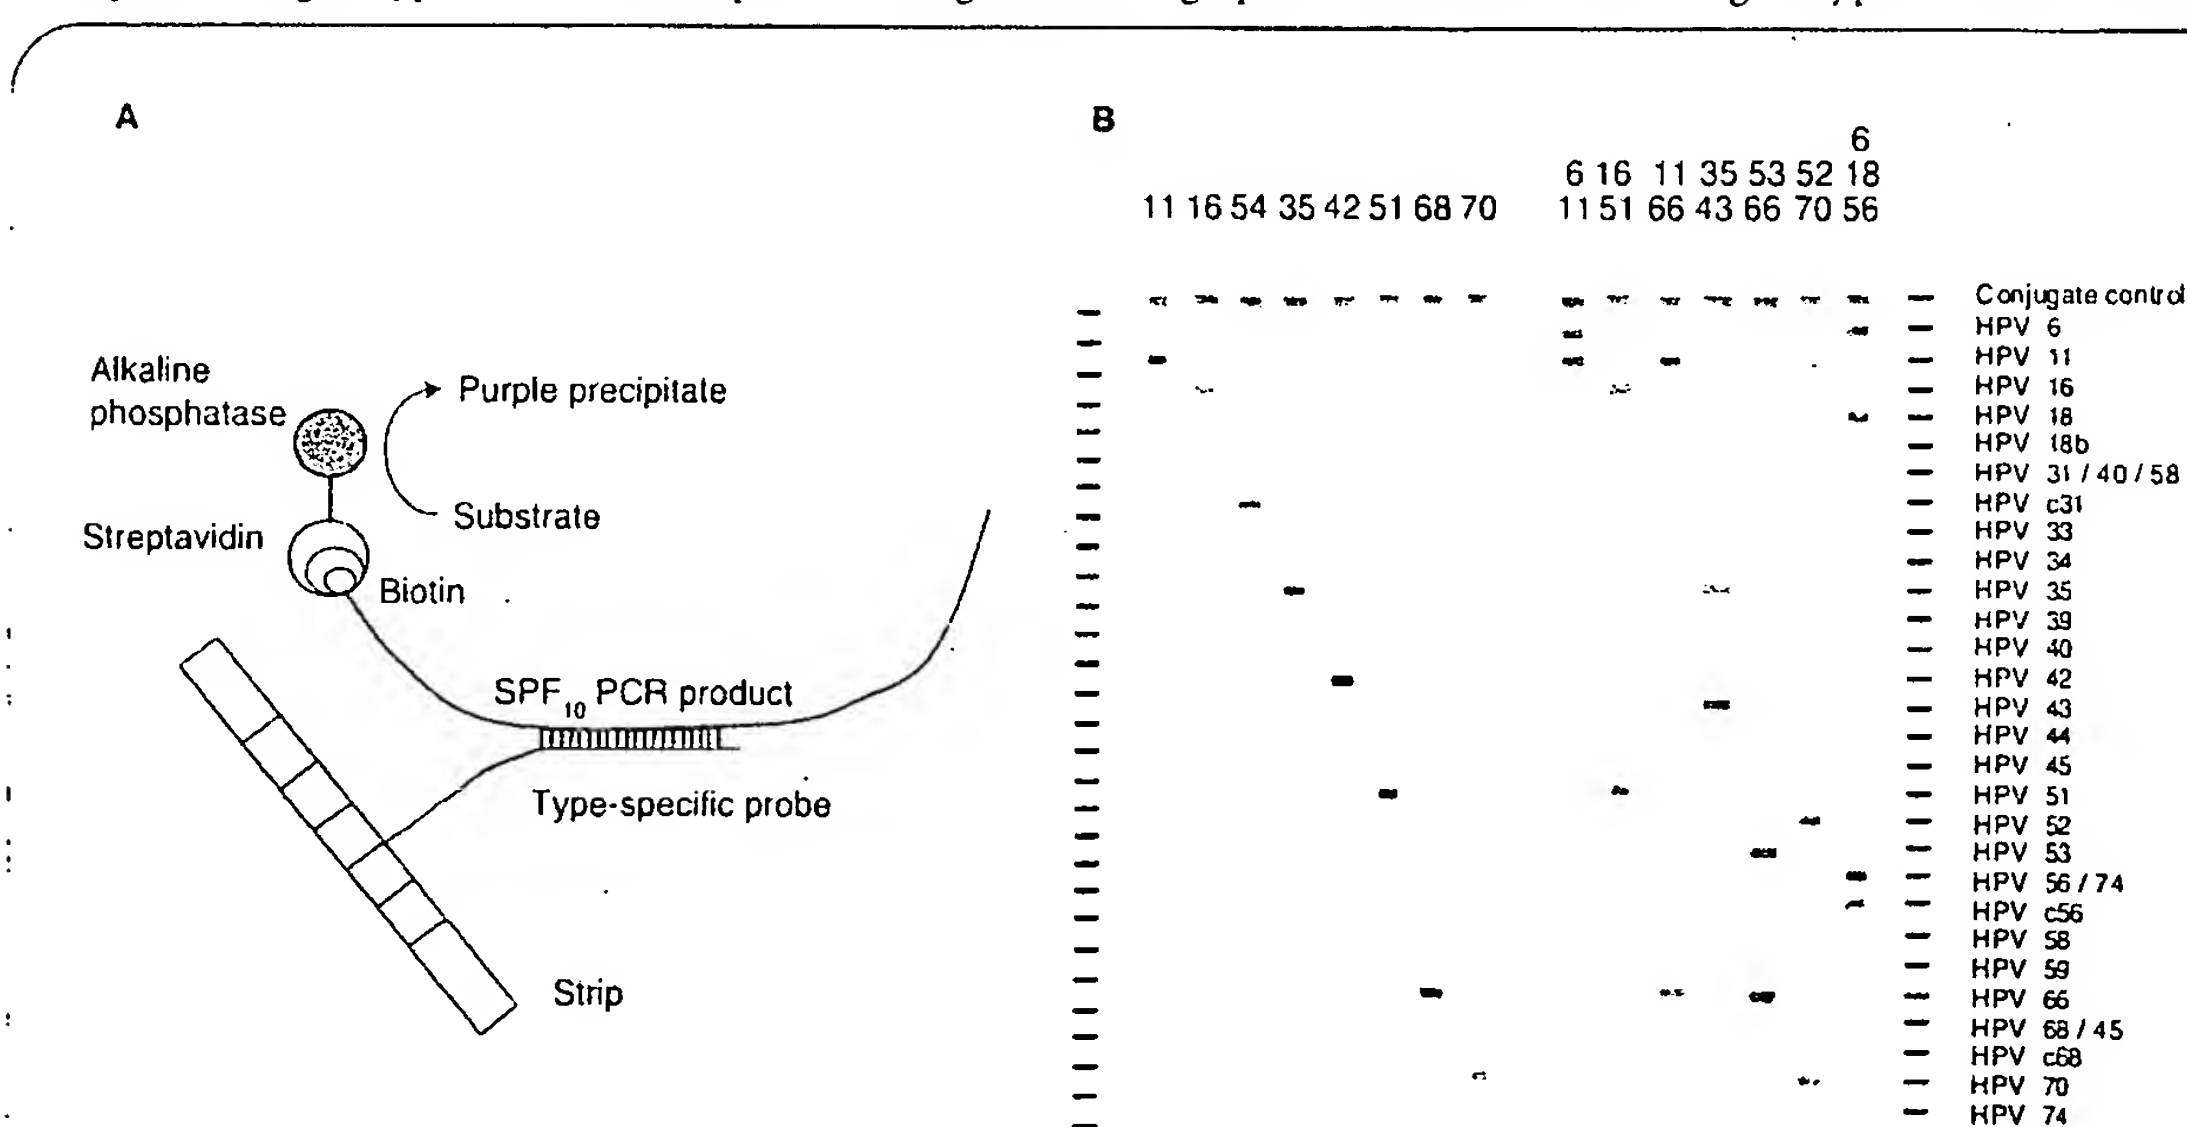 A
Alkaline
phosphatase
Purple precipitate
Substrate
Streptavidin
Biotin
SPF10 PCR product
Type-specific probe
Strip
B
6
6 16 11 35 53 52 18
11 16 54 35 42 51 68 70 11 51 66 43 66 70 56
Conjugate control
HPV 6
HPV 11
HPV 16
HPV 18
HPV 18b
HPV 31 / 40 / 58
HPV c31
HPV 33
HPV 34
HPV 35
HPV 39
HPV 40
HPV 42
HPV 43
HPV 44
HPV 45
HPV 51
HPV 52
HPV 53
HPV 56 / 74
HPV c56
HPV 58
HPV 59
HPV 66
HPV 68 / 45
HPV c68
HPV 70
HPV 74